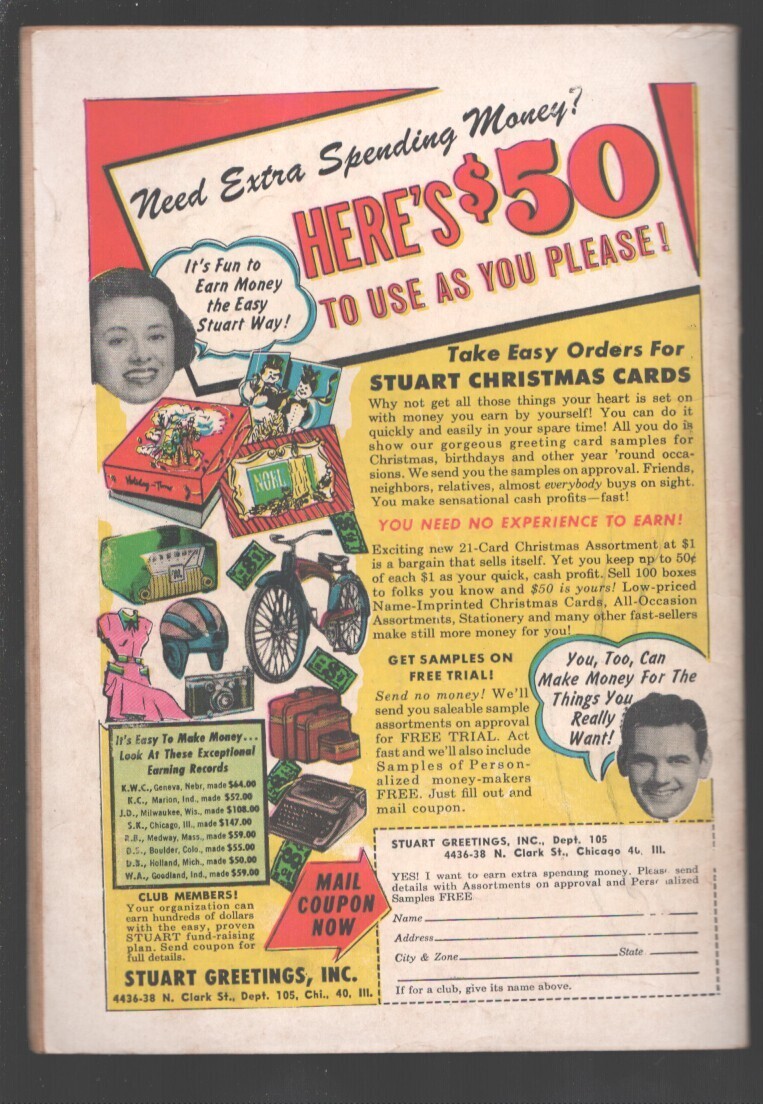 Need Extra Spending Money?
HERE'S $50
TO USE AS YOU PLEASE!
It's Fun to
Earn Money
the Easy
Stuart Way!
Take Easy Orders For
STUART CHRISTMAS CARDS
Why not get all those things your heart is set on
with money you earn by yourself! You can do it
quickly and easily in your spare time! All you do is
show our gorgeous greeting card samples for
Christmas, birthdays and other year 'round occa-
sions. We send you the samples on approval. Friends,
neighbors, relatives, almost everybody buys on sight.
You make sensational cash profits—fast!
YOU NEED NO EXPERIENCE TO EARN!
Exciting new 21-Card Christmas Assortment at $1
is a bargain that sells itself. Yet you keep up to 50¢
of each $1 as your quick, cash profit. Sell 100 boxes
to folks you know and $50 is yours! Low-priced
Name-Imprinted Christmas Cards, All-Occasion
Assortments, Stationery and many other fast-sellers
make still more money for you!
NOEL
GET SAMPLES ON
FREE TRIAL!
Send no money! We'll
send you saleable sample
assortments on approval
for FREE TRIAL. Act
fast and we'll also include
Samples of Person-
alized money-makers
FREE. Just fill out and
mail coupon.
You, Too, Can
Make Money For The
Things You
Really
Want!
It's Easy To Make Money...
Look At These Exceptional
Earning Records
K.W.C., Geneva, Nebr, made $64.00
K.C., Marion, Ind., made $52.00
J.D., Milwaukee, Wis., made $108.00
S.K., Chicago, Ill., made $147.00
Medway, Mass., made $59.00
Boulder, Colo., made $55.00
Holland, Mich., made $50.00
W.A., Goodland, Ind., made $59.00
CLUB MEMBERS!
Your organization can
earn hundreds of dollars
with the easy, proven
STUART fund-raising
plan. Send coupon for
full details.
MAIL
COUPON
NOW
STUART GREETINGS, INC.
4436-38 N. Clark St., Dept. 105, Chi., 40, Ill.
STUART GREETINGS, INC., Dept. 105
4436-38 N. Clark St., Chicago 40, Ill.
YES! I want to earn extra spending money. Please send
details with Assortments on approval and Personalized
Samples FREE
Name
Address
City & Zone State
If for a club, give its name above.